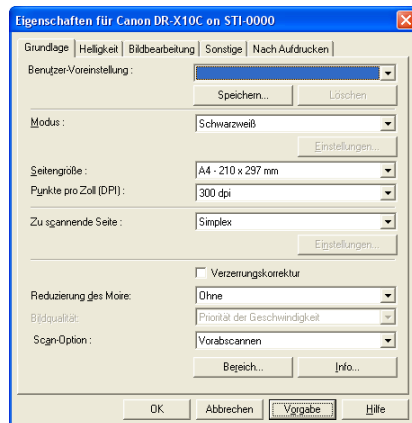 Eigenschaften für Canon DR-X10C on STI-0000
Grundlage Helligkeit Bildbearbeitung Sonstige Nach Aufdrucken
Benutzer-Voreinstellung :
Speichern... Löschen
Modus : Schwarzweiß
Einstellungen...
Seitengröße : A4 - 210 x 297 mm
Punkte pro Zoll (DPI) : 300 dpi
Zu scannende Seite : Simplex
Einstellungen...
Verzerrungskorrektur
Reduzierung des Moire: Ohne
Bildqualität: Priorität der Geschwindigkeit
Scan-Option : Vorabscannen
Bereich... Info...
OK Abbrechen Vorgabe Hilfe